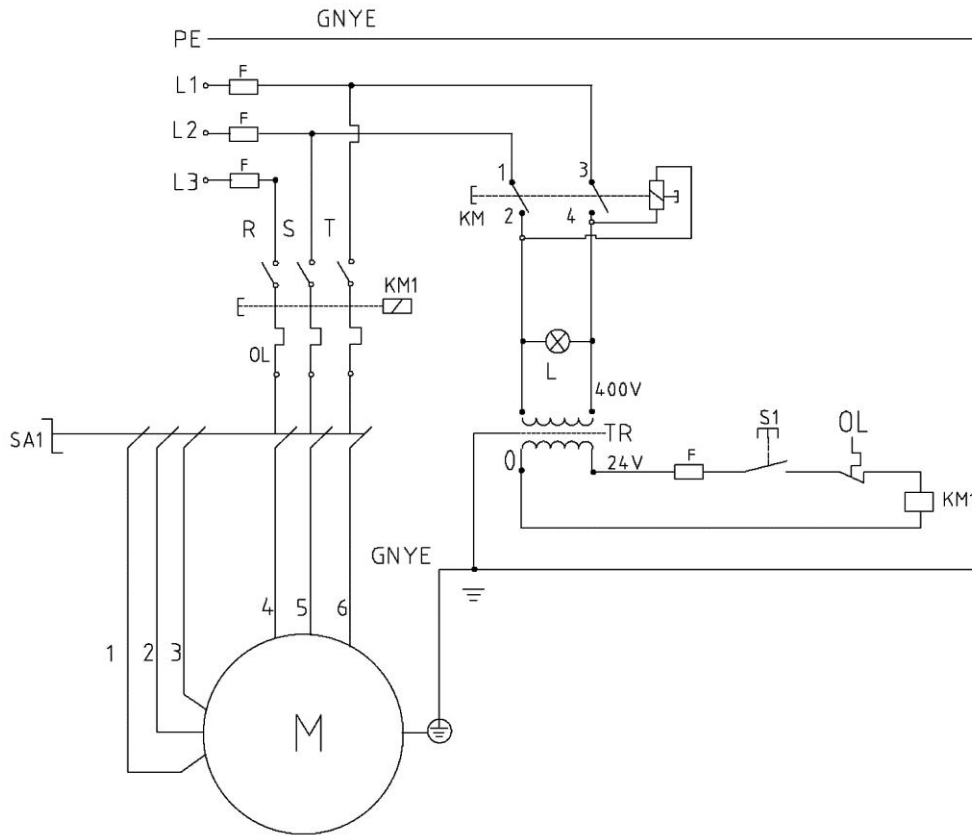 GNYE
PE
L1 F
L2 F
L3 F
R S T
1 3
KM 2 4
KM1
OL
L
400V
SA1
TR
S1 OL
0 24V F
KM1
GNYE
4 5 6
1 2 3
M